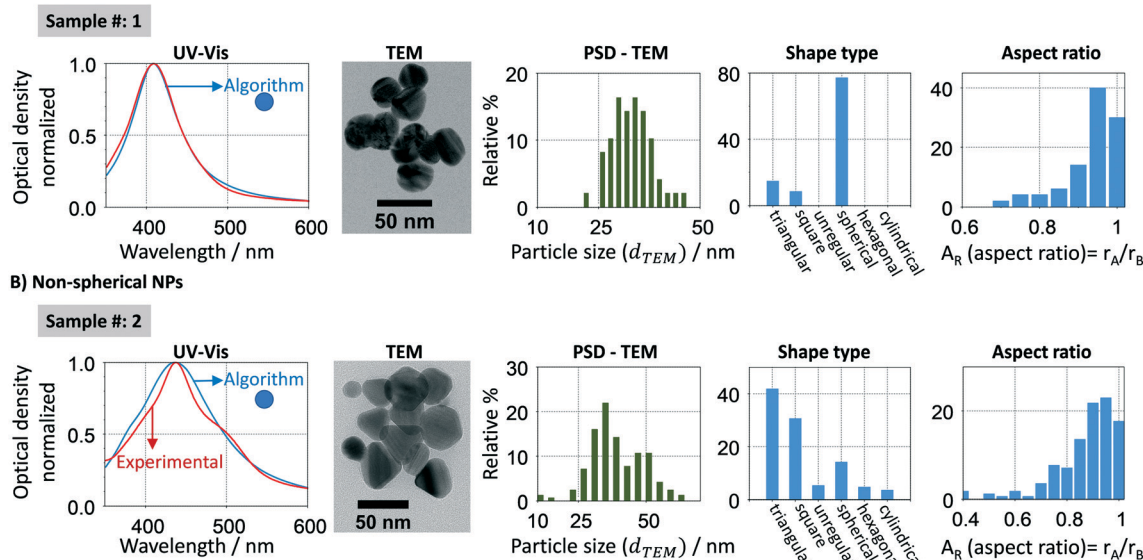 Sample #: 1
UV-Vis
Optical density
normalized
1.0
0.5
0.0
400
500
600
Wavelength / nm
Algorithm
TEM
50 nm
PSD - TEM
Relative %
20
10
0
10
25
50
Particle size (d_TEM) / nm
Shape type
80
40
0
triangular
square
unregular
spherical
hexagonal
cylindrical
Aspect ratio
40
20
0
0.6
0.8
1
A_R (aspect ratio)= r_A/r_B
B) Non-spherical NPs
Sample #: 2
UV-Vis
Optical density
normalized
1.0
0.5
0.0
400
500
600
Wavelength / nm
Algorithm
Experimental
TEM
50 nm
PSD - TEM
Relative %
30
20
10
0
10
25
50
Particle size (d_TEM) / nm
Shape type
40
20
0
triangular
square
unregular
spherical
hexagonal
cylindrical
Aspect ratio
20
0
0.4
0.6
0.8
1
A_R (aspect ratio)= r_A/r_B